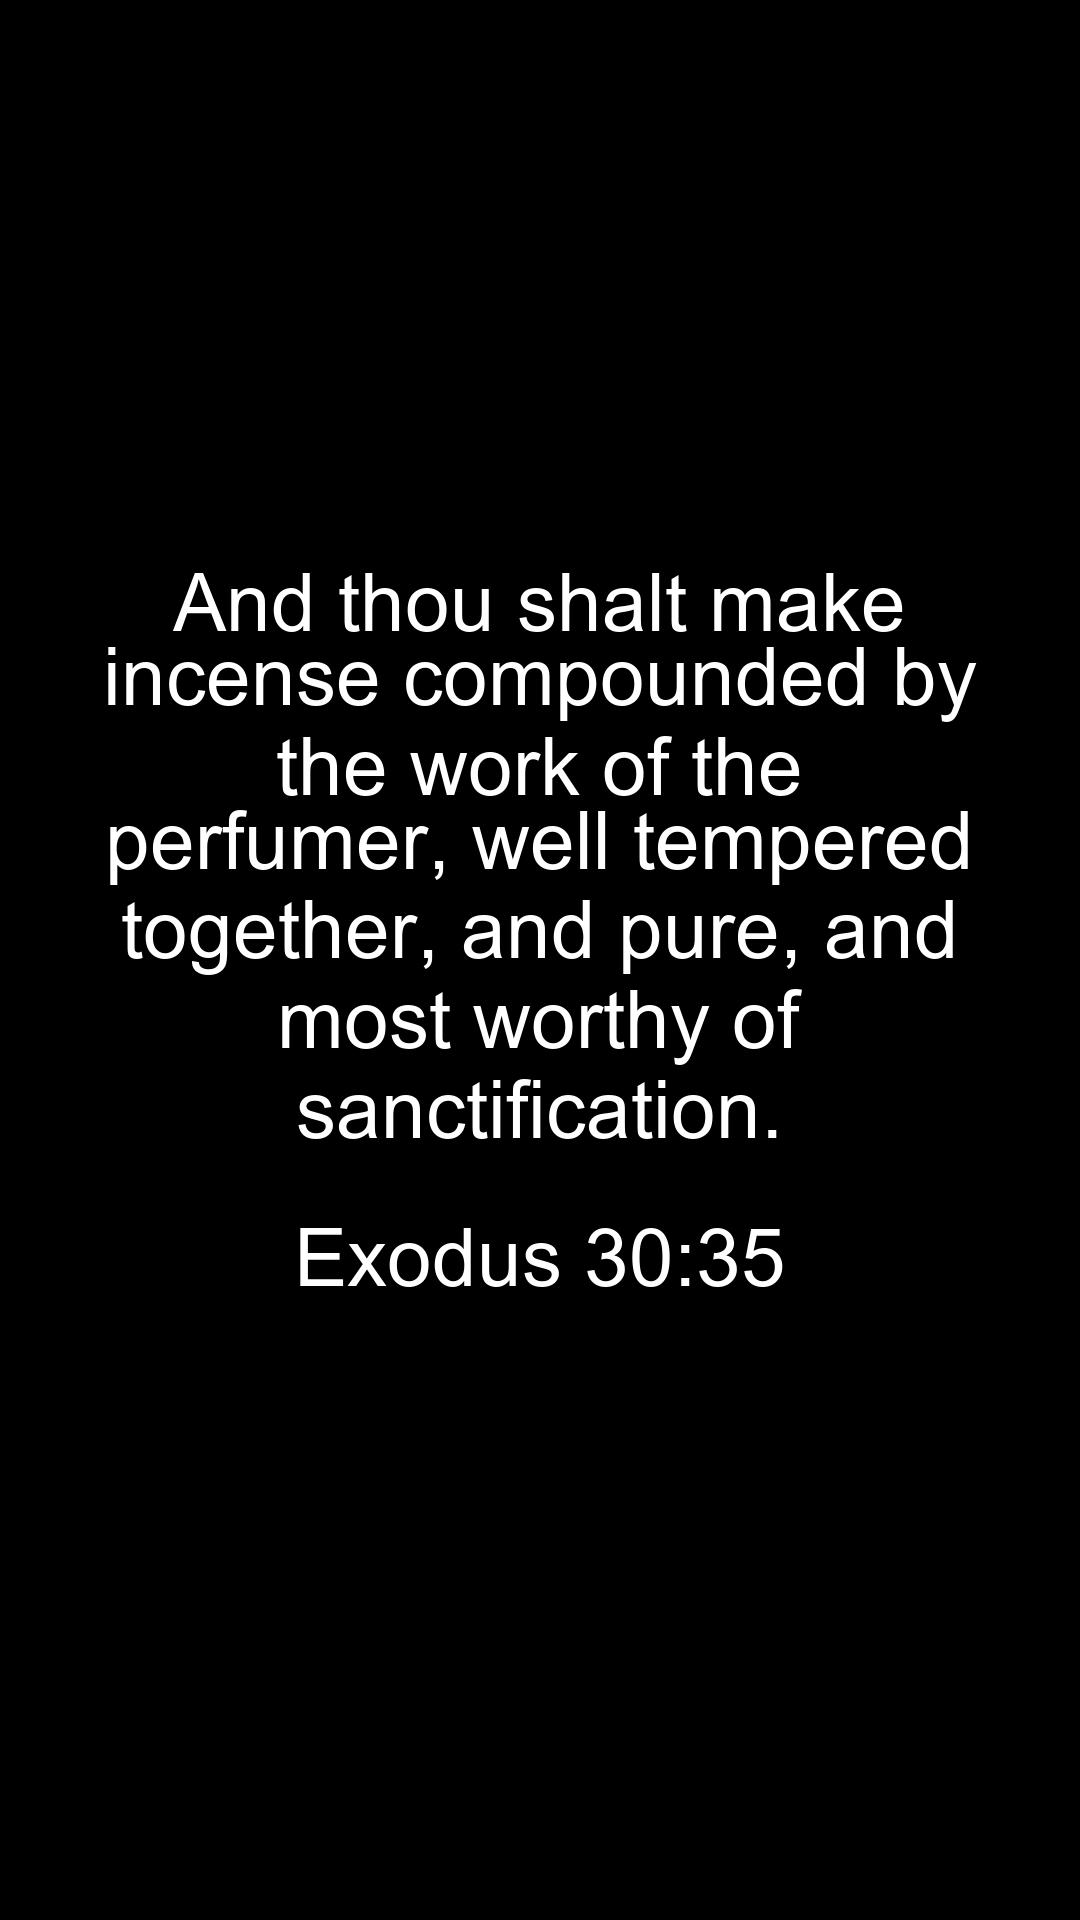 And thou shalt make
incense compounded by
the work of the
perfumer, well tempered
together, and pure, and
most worthy of
sanctification.
Exodus 30:35